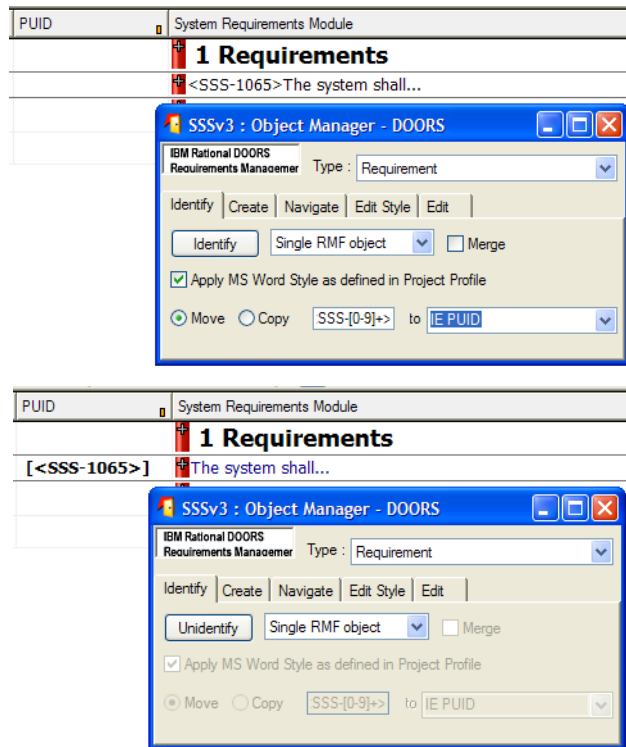 PUID System Requirements Module
1 Requirements
<SSS-1065>The system shall...
SSSv3 : Object Manager - DOORS
IBM Rational DOORS
Requirements Managemer Type : Requirement
Identify Create Navigate Edit Style Edit
Identify Single RMF object Merge
Apply MS Word Style as defined in Project Profile
Move Copy SSS-[0-9]+> to IE PUID
PUID System Requirements Module
1 Requirements
[<SSS-1065>] The system shall...
SSSv3 : Object Manager - DOORS
IBM Rational DOORS
Requirements Managemer Type : Requirement
Identify Create Navigate Edit Style Edit
Unidentify Single RMF object Merge
Apply MS Word Style as defined in Project Profile
Move Copy SSS-[0-9]+> to IE PUID